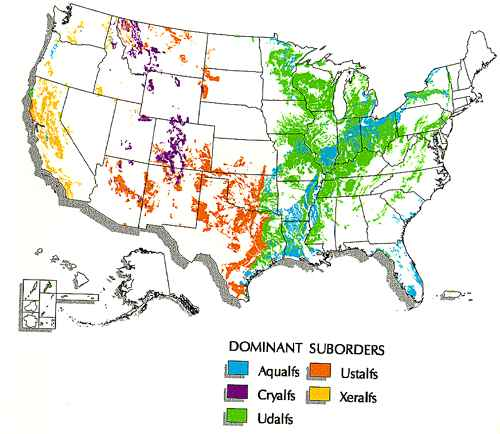 DOMINANT SUBORDERS
Aqualfs Ustalfs
Cryalfs Xeralfs
Udalfs